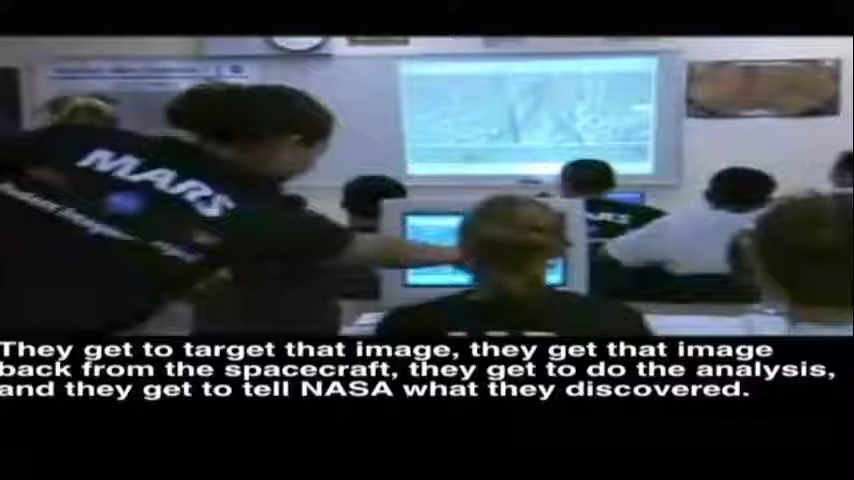 MARS
MARS
They get to target that image, they get that image
back from the spacecraft, they get to do the analysis,
and they get to tell NASA what they discovered.